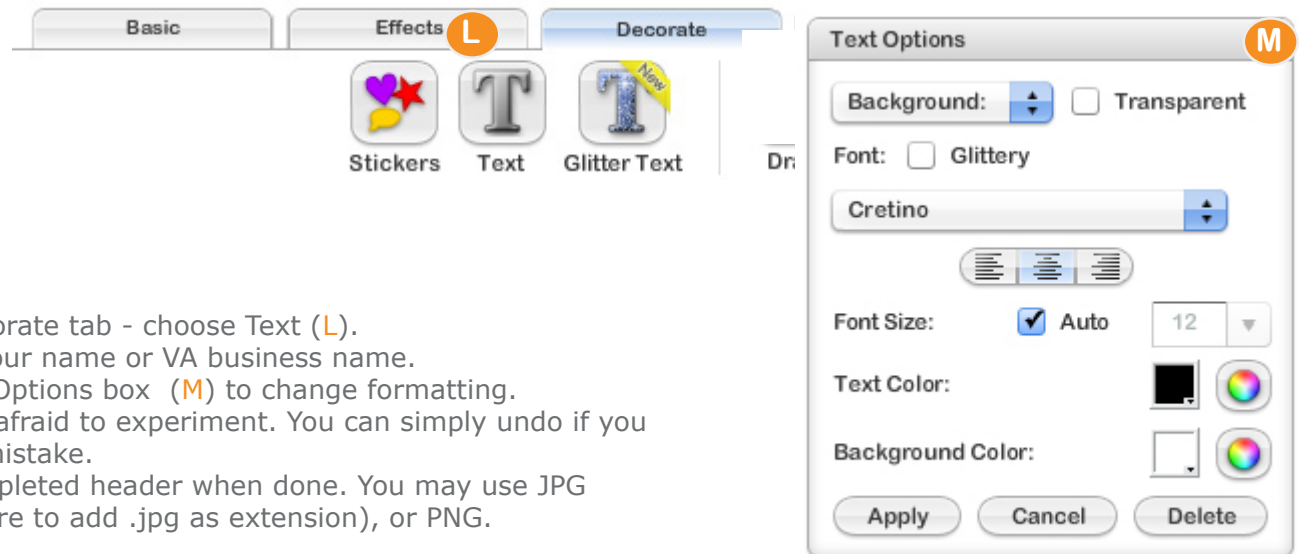 Basic Effects L Decorate
New
Stickers Text Glitter Text
orate tab - choose Text (L).
our name or VA business name.
Options box (M) to change formatting.
afraid to experiment. You can simply undo if you
nistake.
pleted header when done. You may use JPG
re to add .jpg as extension), or PNG.
Text Options M
Background: Transparent
Font: Glittery
Cretino
Font Size: Auto 12
Text Color:
Background Color:
Apply Cancel Delete